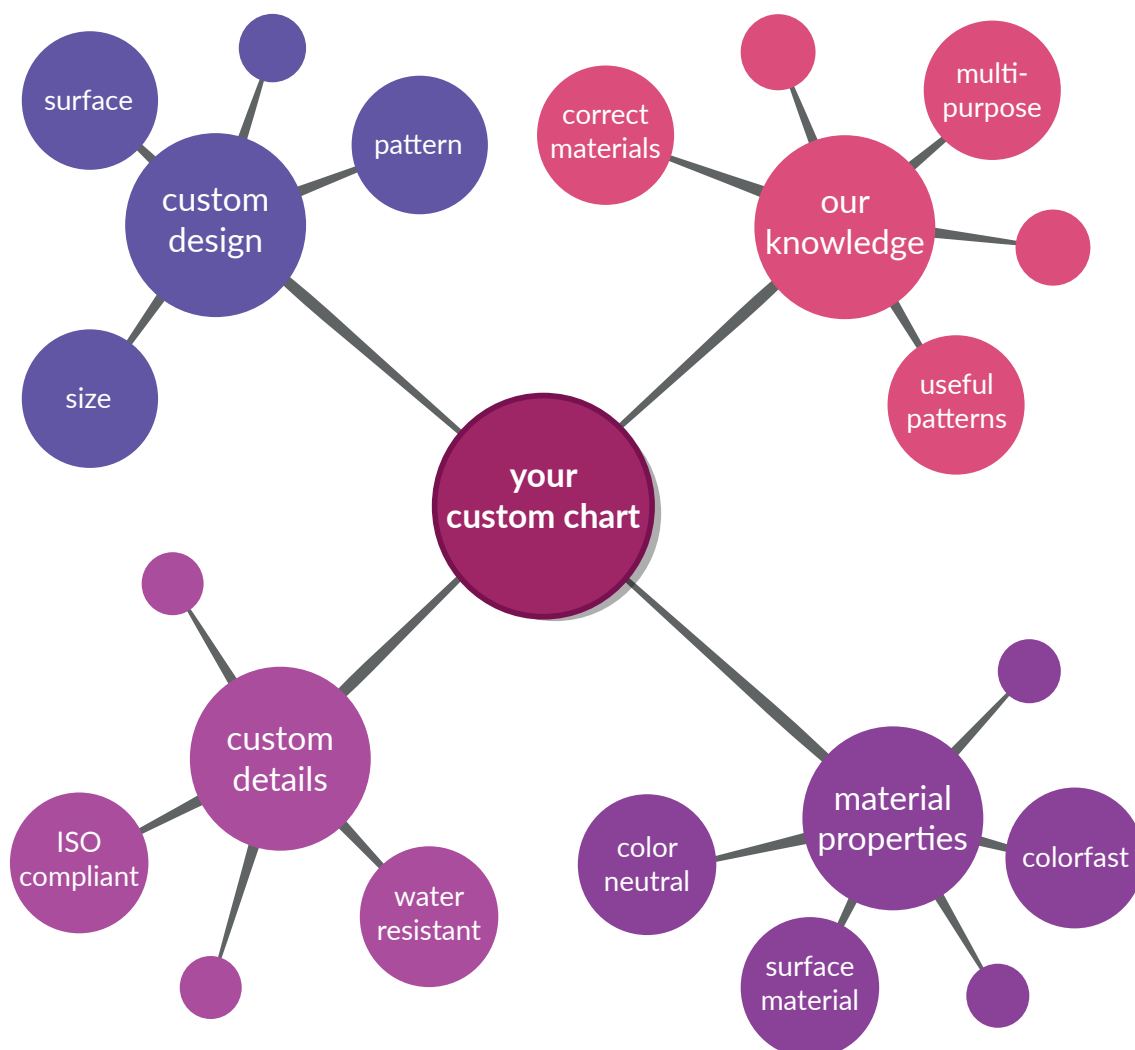 surface
pattern
custom
design
size
correct
materials
multi-
purpose
our
knowledge
useful
patterns
your
custom chart
custom
details
ISO
compliant
water
resistant
material
properties
color
neutral
colorfast
surface
material